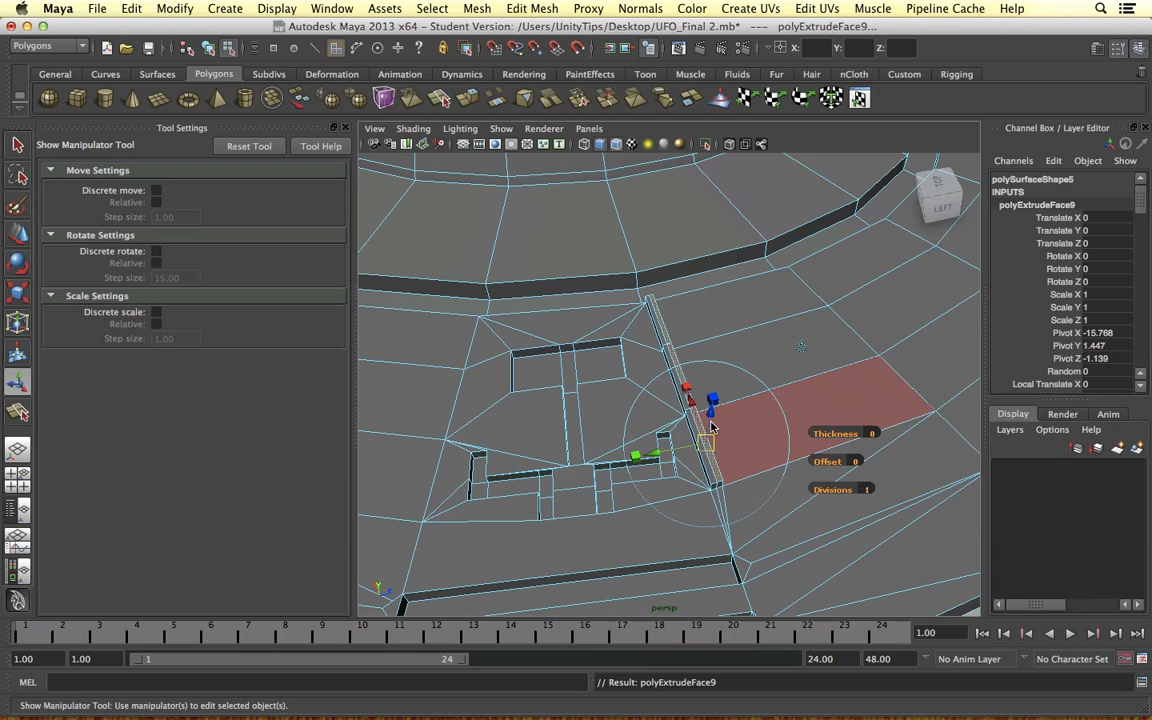 Maya File Edit Modify Create Display Window Assets Select Mesh Edit Mesh Proxy Normals Color Create UVs Edit UVs Muscle Pipeline Cache Help
Autodesk Maya 2013 x64 - Student Version: /Users/UnityTips/Desktop/UFO_Final 2.mb* --- polyExtrudeFace9...
Polygons X: Y: Z:
General Curves Surfaces Polygons Subdivs Deformation Animation Dynamics Rendering PaintEffects Toon Muscle Fluids Fur Hair nCloth Custom Rigging
Tool Settings
Show Manipulator Tool Reset Tool Tool Help
Move Settings
Discrete move:
Relative:
Step size: 1.00
Rotate Settings
Discrete rotate:
Relative:
Step size: 15.00
Scale Settings
Discrete scale:
Relative:
Step size: 1.00
View Shading Lighting Show Renderer Panels
LEFT
Thickness 0
Offset 0
Divisions 1
persp
Channel Box / Layer Editor
Channels Edit Object Show
polySurfaceShape5
INPUTS
polyExtrudeFace9
Translate X 0
Translate Y 0
Translate Z 0
Rotate X 0
Rotate Y 0
Rotate Z 0
Scale X 1
Scale Y 1
Scale Z 1
Pivot X -15.768
Pivot Y 1.447
Pivot Z -1.139
Random 0
Local Translate X 0
Display Render Anim
Layers Options Help
1 2 3 4 5 6 7 8 9 10 11 12 13 14 15 16 17 18 19 20 21 22 23 24 1.00
1.00 1.00 1 24 24.00 48.00 No Anim Layer No Character Set
MEL // Result: polyExtrudeFace9
Show Manipulator Tool: Use manipulator(s) to edit selected object(s).